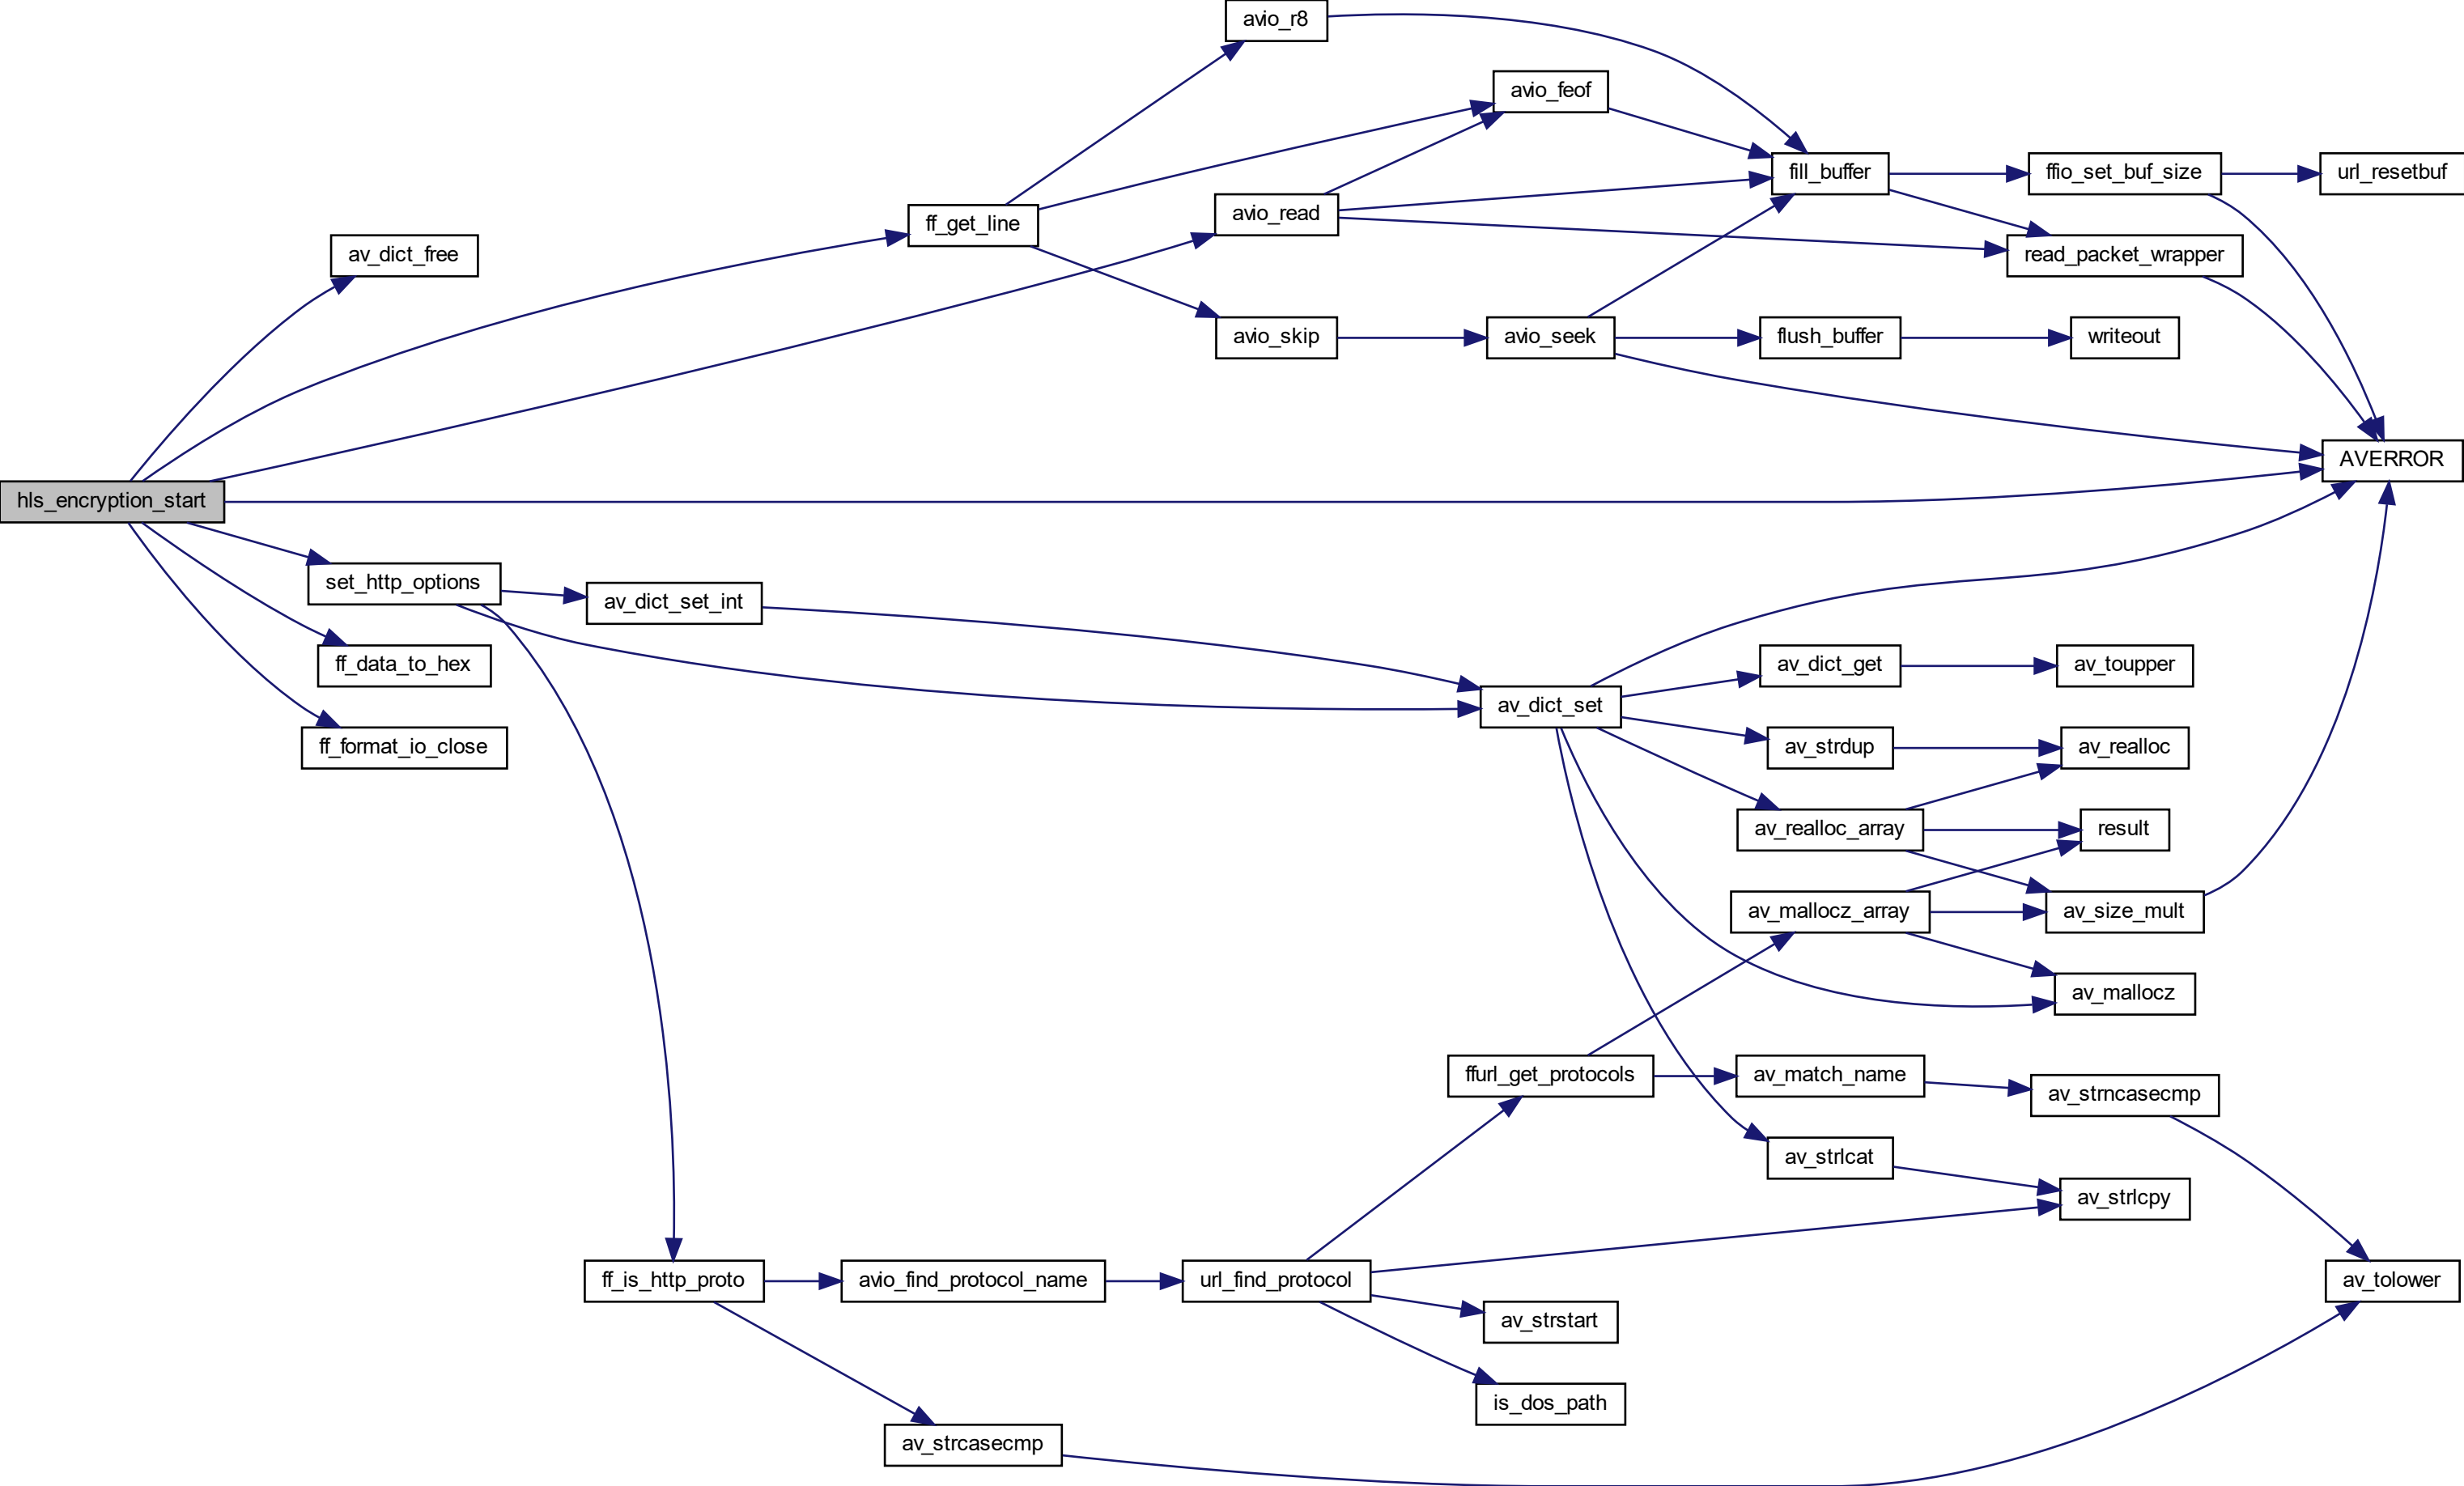 avio_r8
avio_feof
fill_buffer
ffio_set_buf_size
url_resetbuf
avio_read
ff_get_line
av_dict_free
read_packet_wrapper
avio_skip
avio_seek
flush_buffer
writeout
AVERROR
hls_encryption_start
set_http_options
av_dict_set_int
ff_data_to_hex
av_dict_get
av_toupper
av_dict_set
ff_format_io_close
av_strdup
av_realloc
av_realloc_array
result
av_mallocz_array
av_size_mult
av_mallocz
ffurl_get_protocols
av_match_name
av_strncasecmp
av_strlcat
av_strlcpy
ff_is_http_proto
avio_find_protocol_name
url_find_protocol
av_tolower
av_strstart
is_dos_path
av_strcasecmp